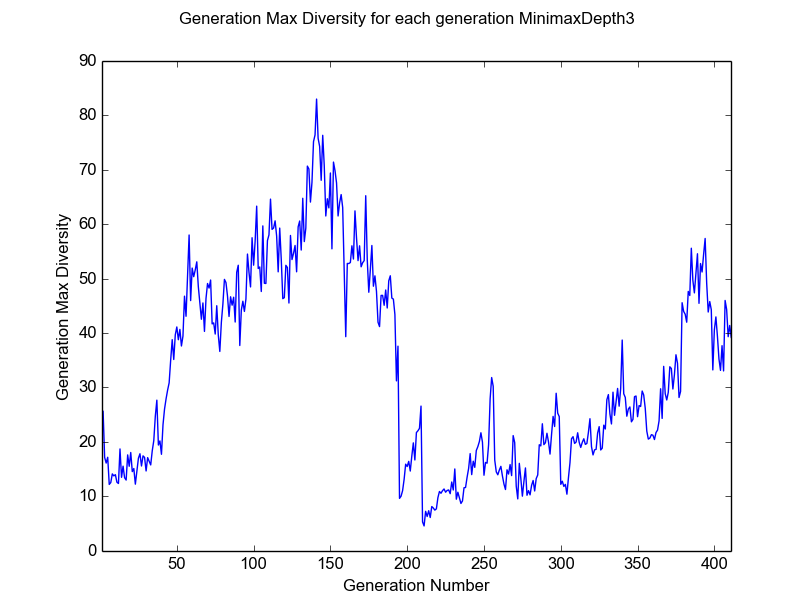 Generation Max Diversity for each generation MinimaxDepth3
90
80
70
60
50
40
30
20
10
0
Generation Max Diversity
50 100 150 200 250 300 350 400
Generation Number